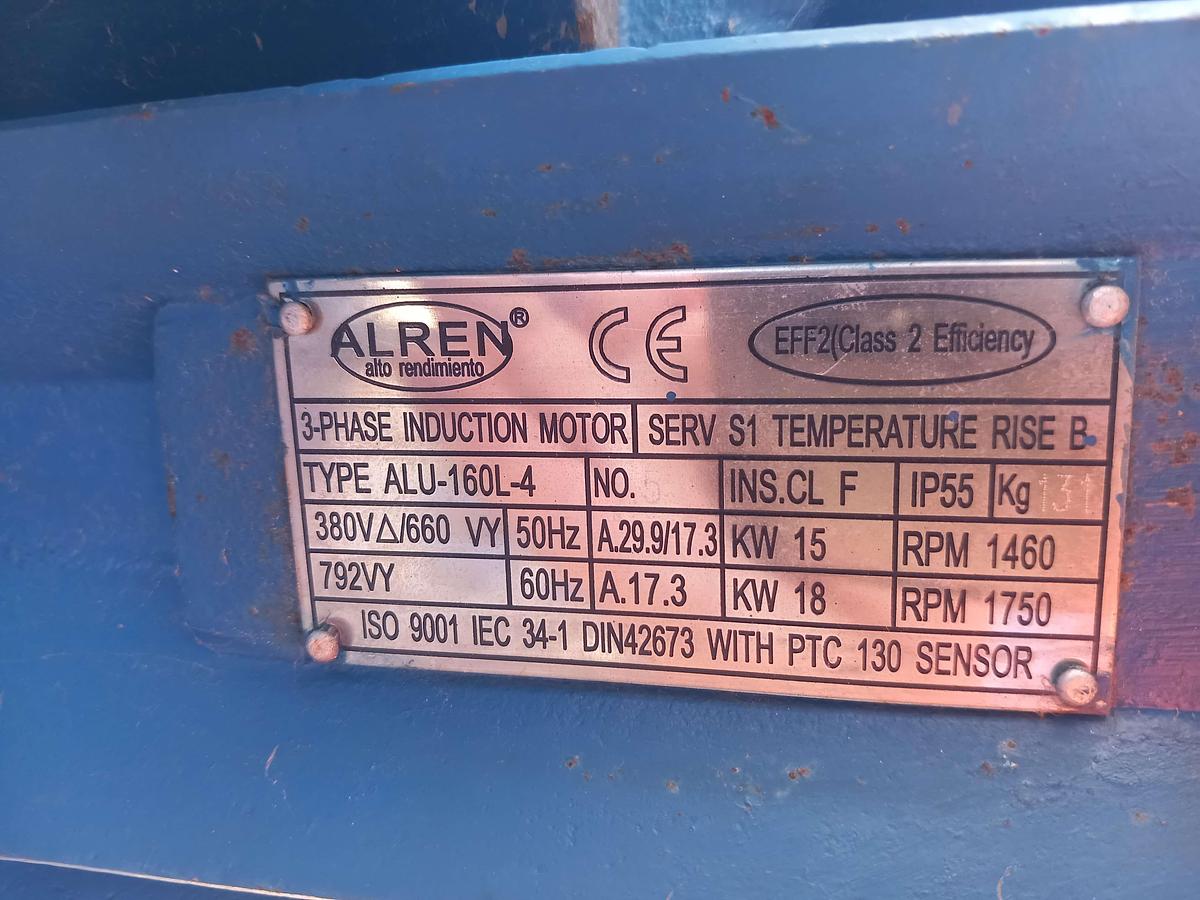 ALREN®
alto rendimiento
CE
EFF2(Class 2 Efficiency
3-PHASE INDUCTION MOTOR SERV S1 TEMPERATURE RISE B
TYPE ALU-160L-4 NO. INS.CL F IP55 Kg 131
380V△/660 VY 50Hz A.29.9/17.3 KW 15 RPM 1460
792VY 60Hz A.17.3 KW 18 RPM 1750
ISO 9001 IEC 34-1 DIN42673 WITH PTC 130 SENSOR